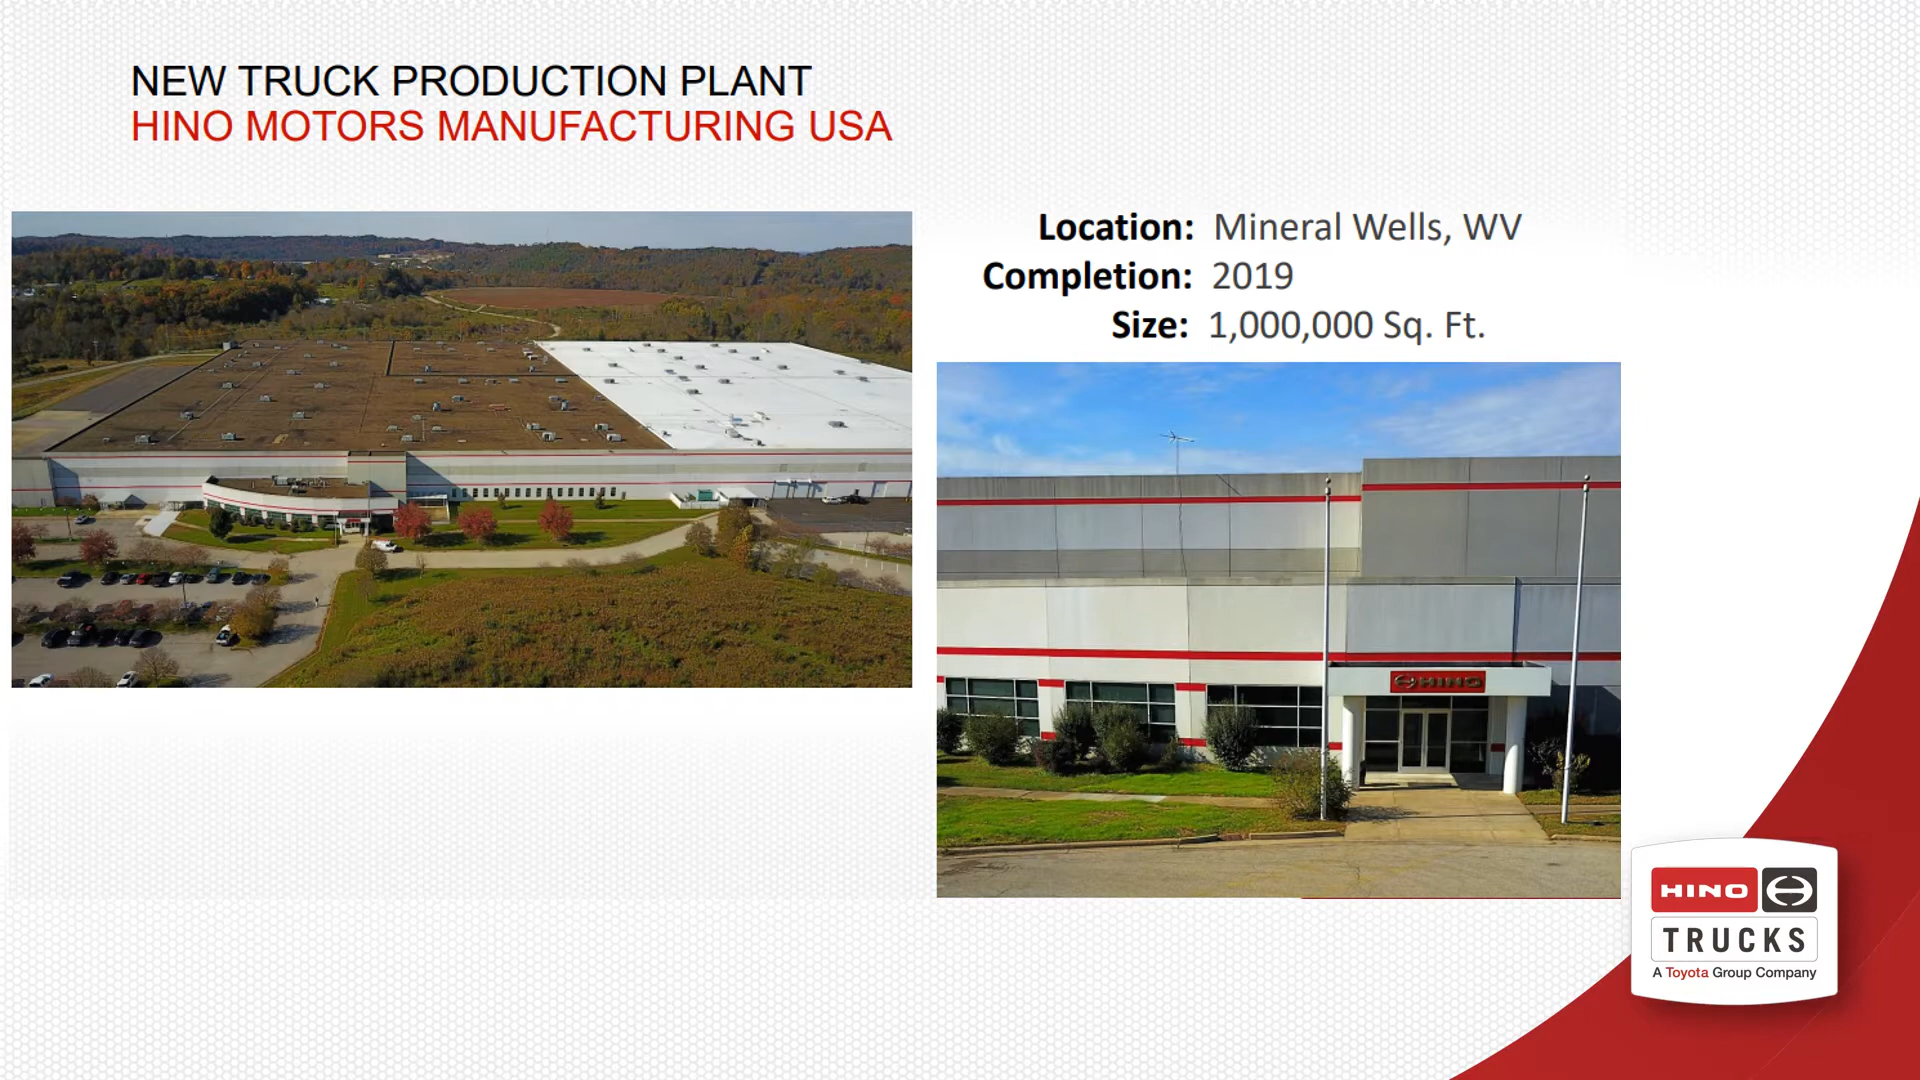 NEW TRUCK PRODUCTION PLANT
HINO MOTORS MANUFACTURING USA
Location: Mineral Wells, WV
Completion: 2019
Size: 1,000,000 Sq. Ft.
HINO
HINO
TRUCKS
A Toyota Group Company